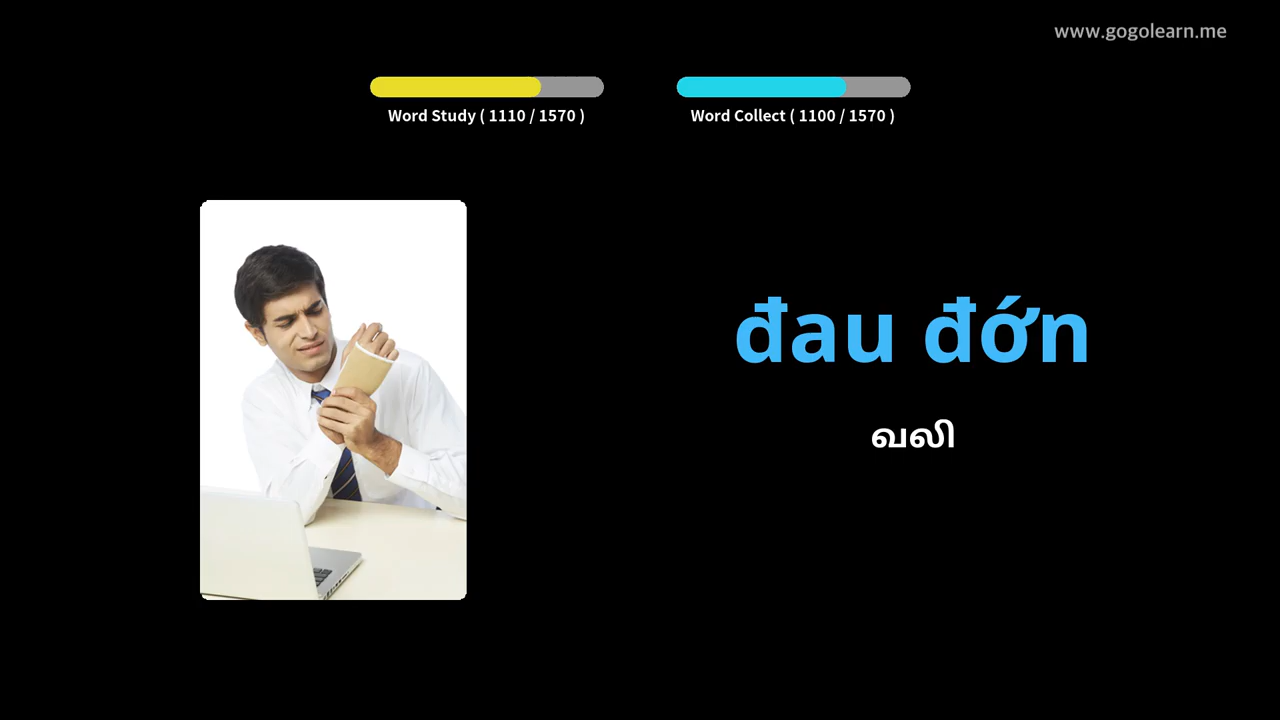 www.gogolearn.me
Word Study ( 1110 / 1570 )
Word Collect ( 1100 / 1570 )
đau đớn
வலி